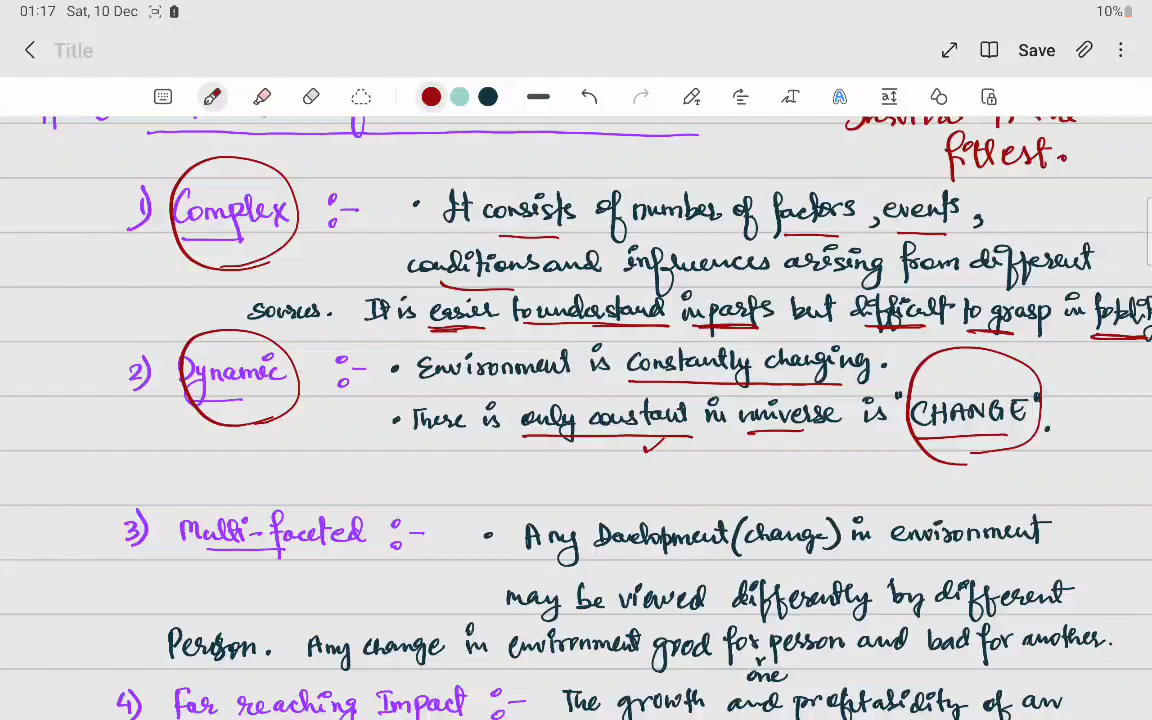 01:17 Sat, 10 Dec 10%
Title Save
fittest.
1) Complex :- • It consists of number of factors, events,
conditions and influences arising from different
sources. It is easier to understand in parts but difficult to grasp in
2) Dynamic :- • Environment is constantly changing.
• There is only constant in universe is "CHANGE".
3) Multi-faceted :- • Any Development (change) in environment
may be viewed differently by different
Person. Any change in environment good for person and bad for another.
one
4) Far reaching Impact :- The growth and profitability of an